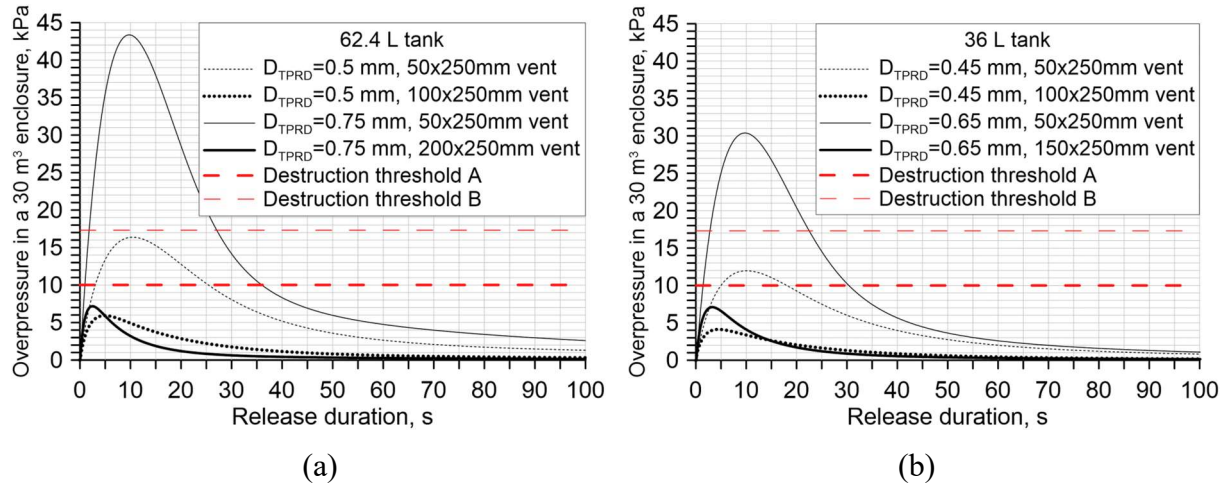 Overpressure in a 30 m³ enclosure, kPa
45
40
35
30
25
20
15
10
5
0
62.4 L tank
D_TPRD=0.5 mm, 50x250mm vent
D_TPRD=0.5 mm, 100x250mm vent
D_TPRD=0.75 mm, 50x250mm vent
D_TPRD=0.75 mm, 200x250mm vent
Destruction threshold A
Destruction threshold B
0 10 20 30 40 50 60 70 80 90 100
Release duration, s
(a)
Overpressure in a 30 m³ enclosure, kPa
45
40
35
30
25
20
15
10
5
0
36 L tank
D_TPRD=0.45 mm, 50x250mm vent
D_TPRD=0.45 mm, 100x250mm vent
D_TPRD=0.65 mm, 50x250mm vent
D_TPRD=0.65 mm, 150x250mm vent
Destruction threshold A
Destruction threshold B
0 10 20 30 40 50 60 70 80 90 100
Release duration, s
(b)